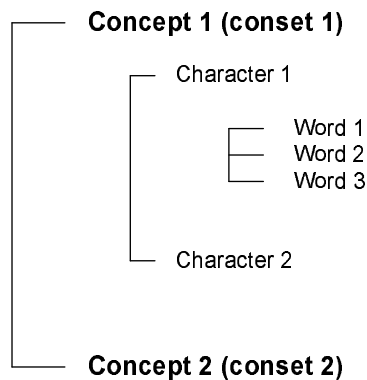 Concept 1 (conset 1)
Character 1
Word 1
Word 2
Word 3
Character 2
Concept 2 (conset 2)